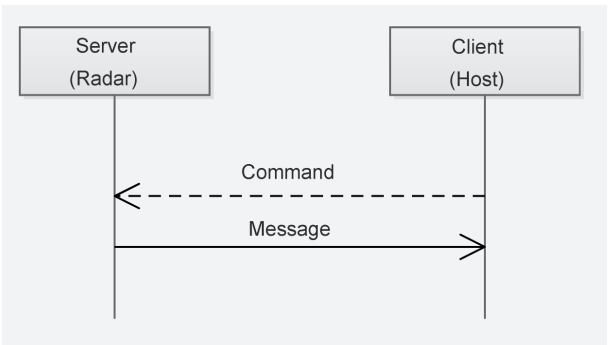 Server
(Radar)
Client
(Host)
Command
Message